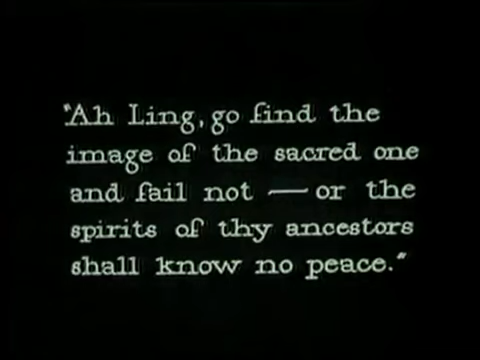 "Ah Ling, go find the
image of the sacred one
and fail not — or the
spirits of thy ancestors
shall know no peace."